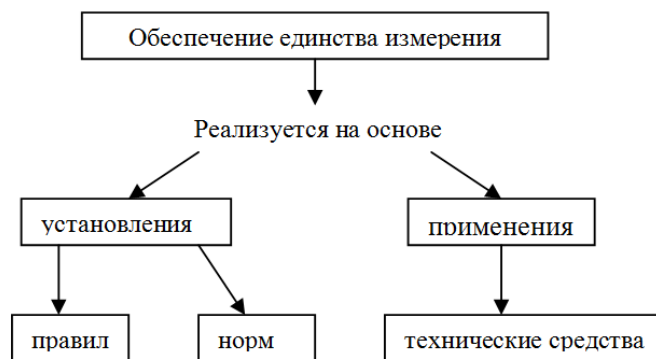 Обеспечение единства измерения
Реализуется на основе
установления
применения
правил
норм
технические средства